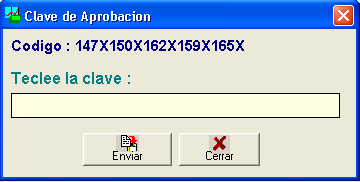 Clave de Aprobacion
Codigo : 147X150X162X159X165X
Teclee la clave :
Enviar Cerrar